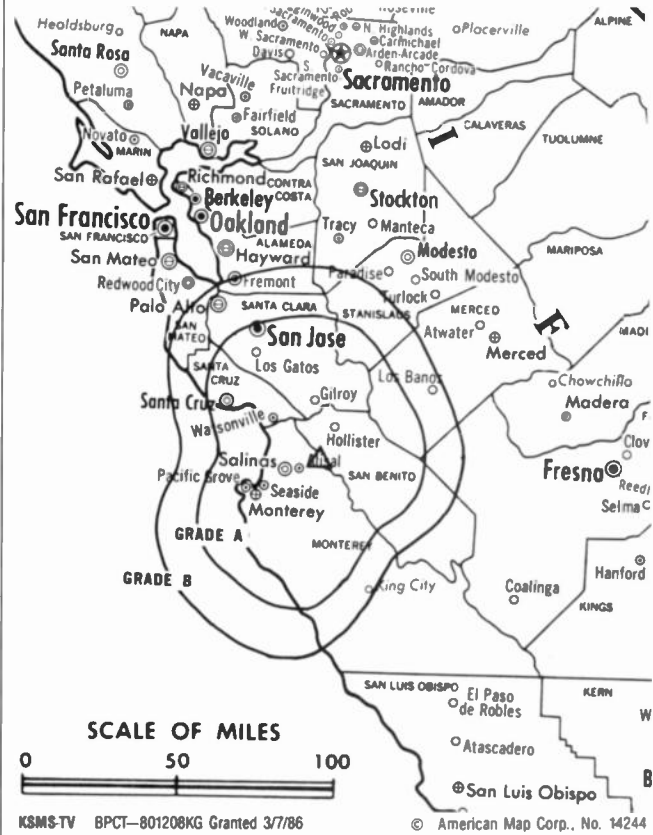 Healdsburg
NAPA
Woodland
N. Highlands
Carmichael
Placerville
ALPINE
Santa Rosa
W. Sacramento
Davis
Arden-Arcade
Rancho-Cordova
S. Sacramento
Fruitridge
Sacramento
Petaluma
Napa
Vacaville
SACRAMENTO
AMADOR
Fairfield
SOLANO
CALAVERAS
I
TUOLUMNE
Novato
MARIN
Vallejo
Lodi
SAN JOAQUIN
San Rafael
Richmond
CONTRA COSTA
Berkeley
Stockton
San Francisco
SAN FRANCISCO
Oakland
ALAMEDA
Tracy
Manteca
Hayward
Modesto
MARIPOSA
San Mateo
Paradise
South Modesto
Redwood City
Fremont
Turlock
Palo Alto
SANTA CLARA
STANISLAUS
MERCED
F
SAN MATEO
San Jase
Atwater
Merced
MADI
Los Gatos
SANTA CRUZ
Los Banos
Chowchilla
Santa Cruz
Gilroy
Madera
Watsonville
Hollister
Clov
Salinas
SAN BENITO
Fresna
Pacific Grove
Seaside
Reedl
Monterey
Selma
GRADE A
MONTEREY
GRADE B
King City
Coalinga
Hanford
KINGS
SAN LUIS OBISPO
El Paso
de Robles
KERN
W
SCALE OF MILES
Atascadero
0 50 100
San Luis Obispo
B
KSMS-TV BPCT—801208KG Granted 3/7/86
© American Map Corp., No. 14244